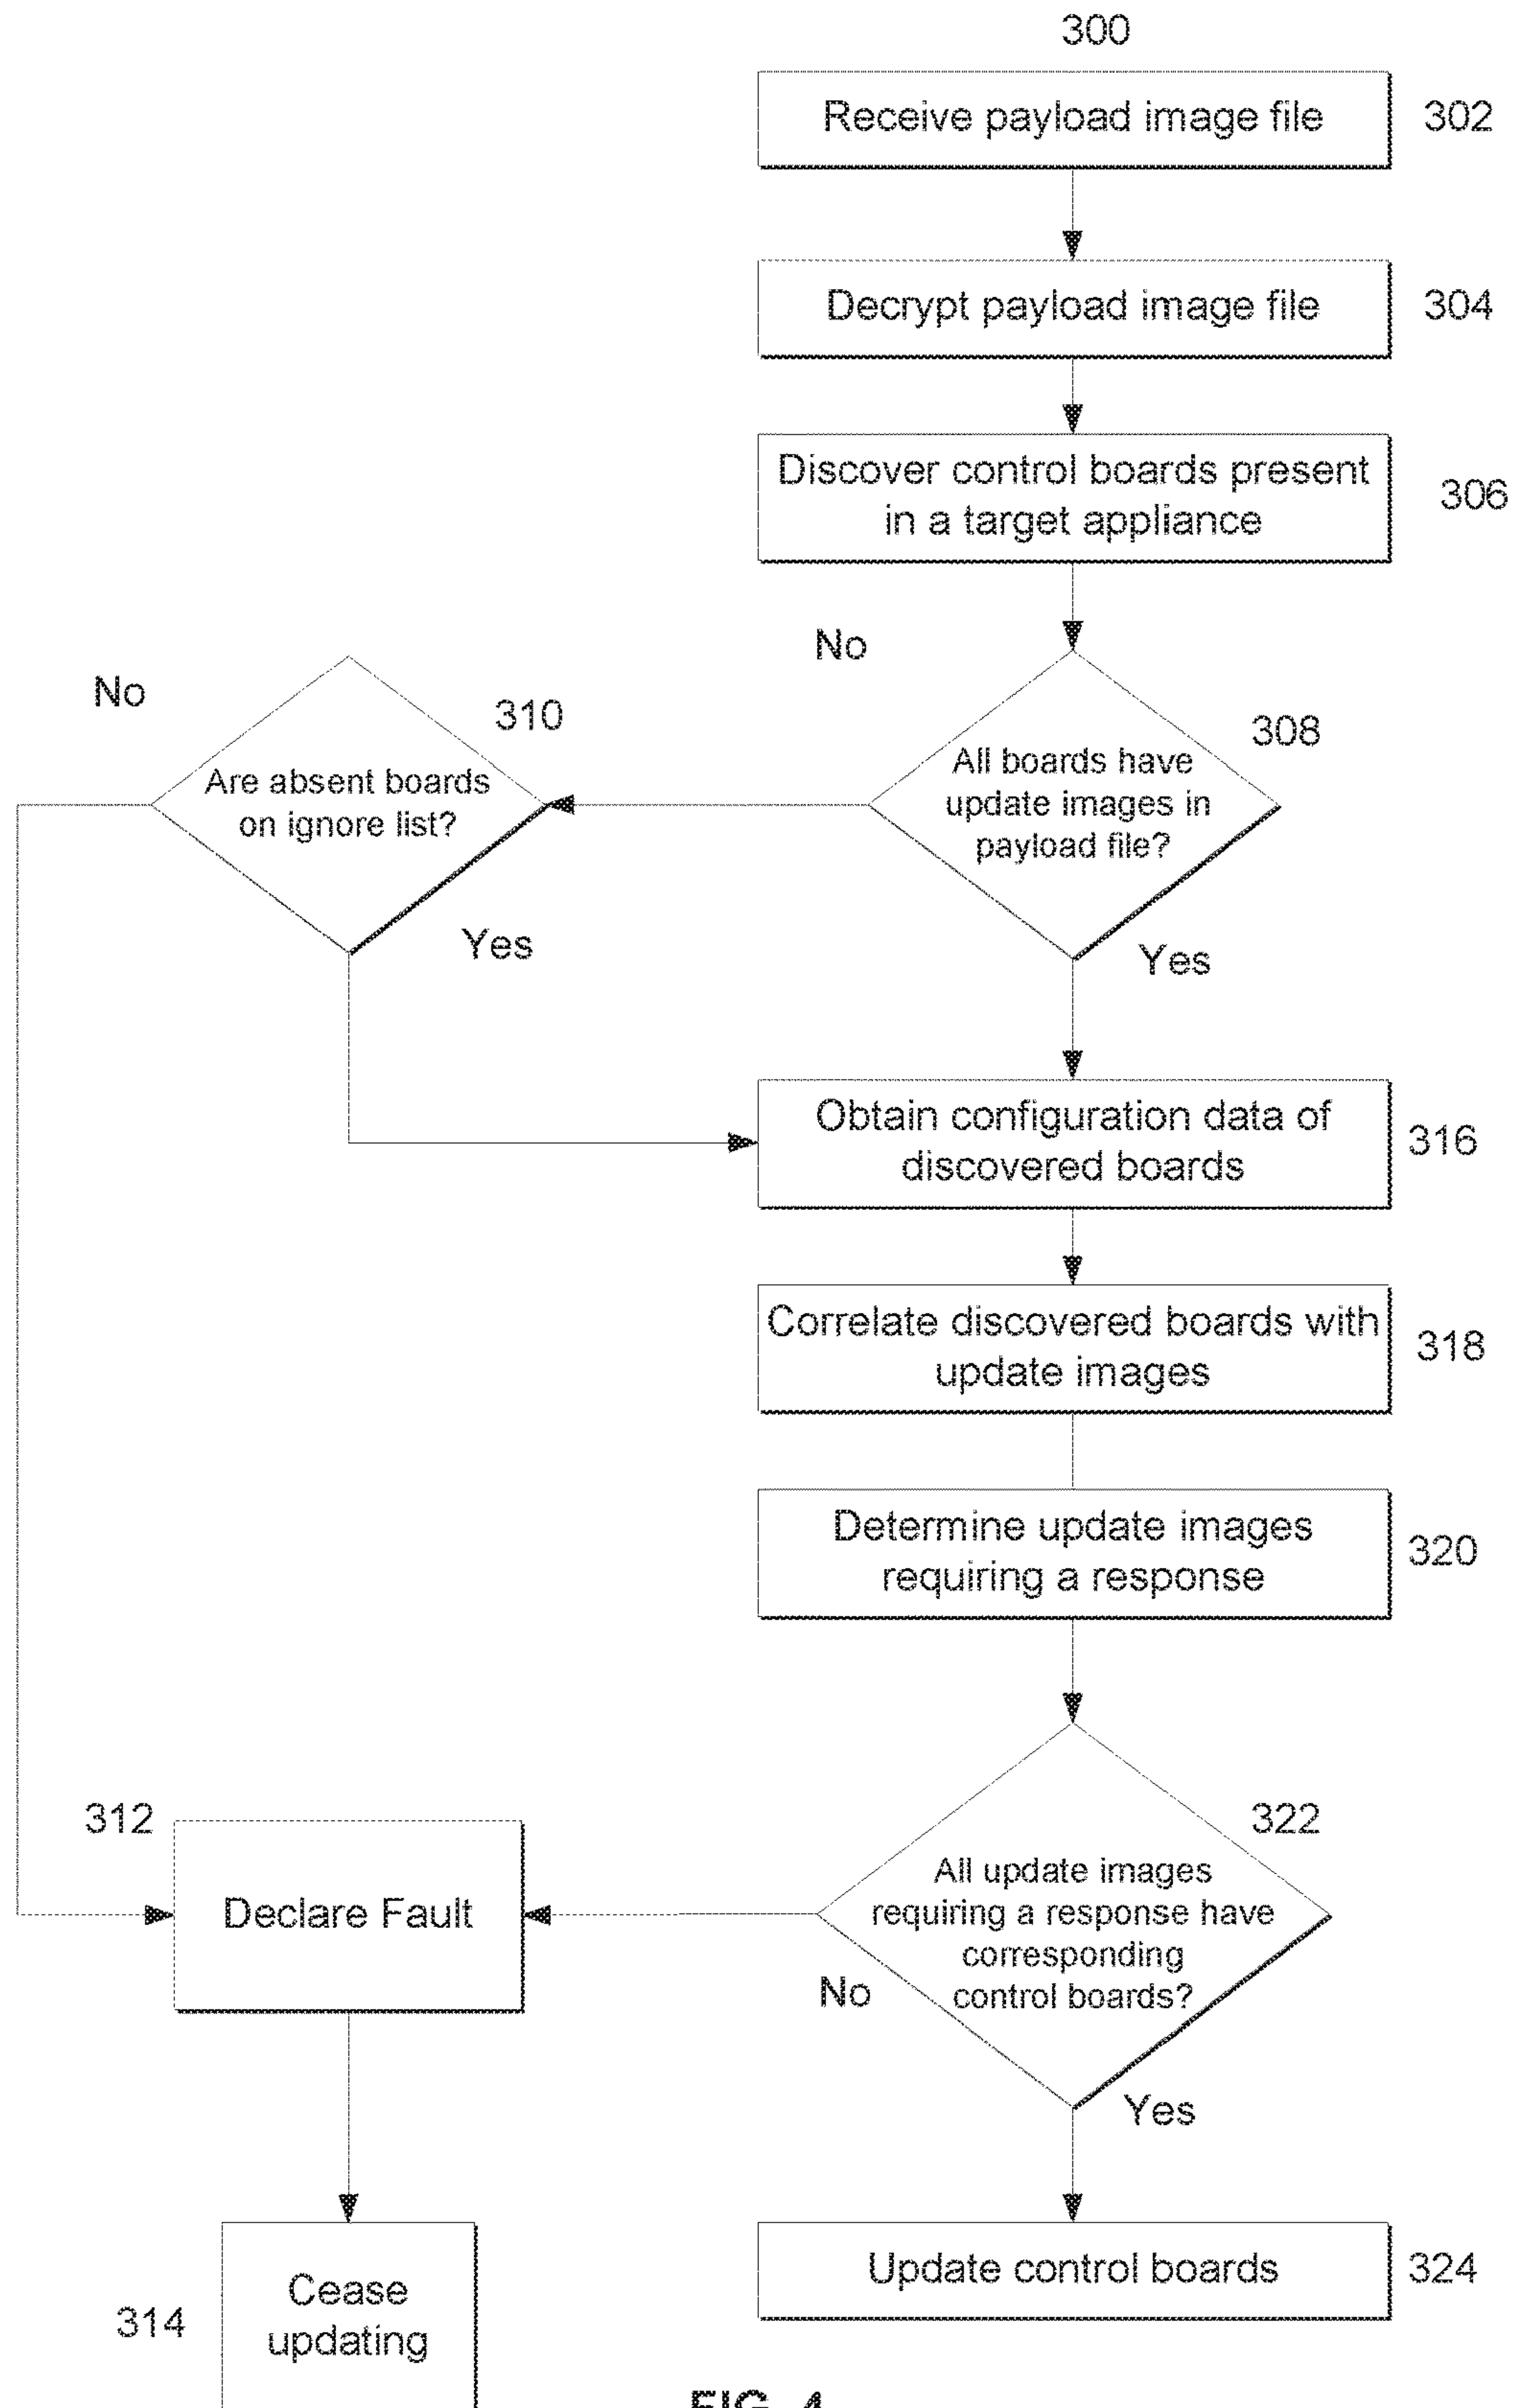 300
Receive payload image file
302
Decrypt payload image file
304
Discover control boards present
in a target appliance
306
No
308
All boards have
update images in
payload file?
Yes
No
310
Are absent boards
on ignore list?
Yes
Obtain configuration data of
discovered boards
316
Correlate discovered boards with
update images
318
Determine update images
requiring a response
320
322
All update images
requiring a response have
corresponding
control boards?
No
Yes
312
Declare Fault
Update control boards
324
314
Cease
updating
FIG. 4